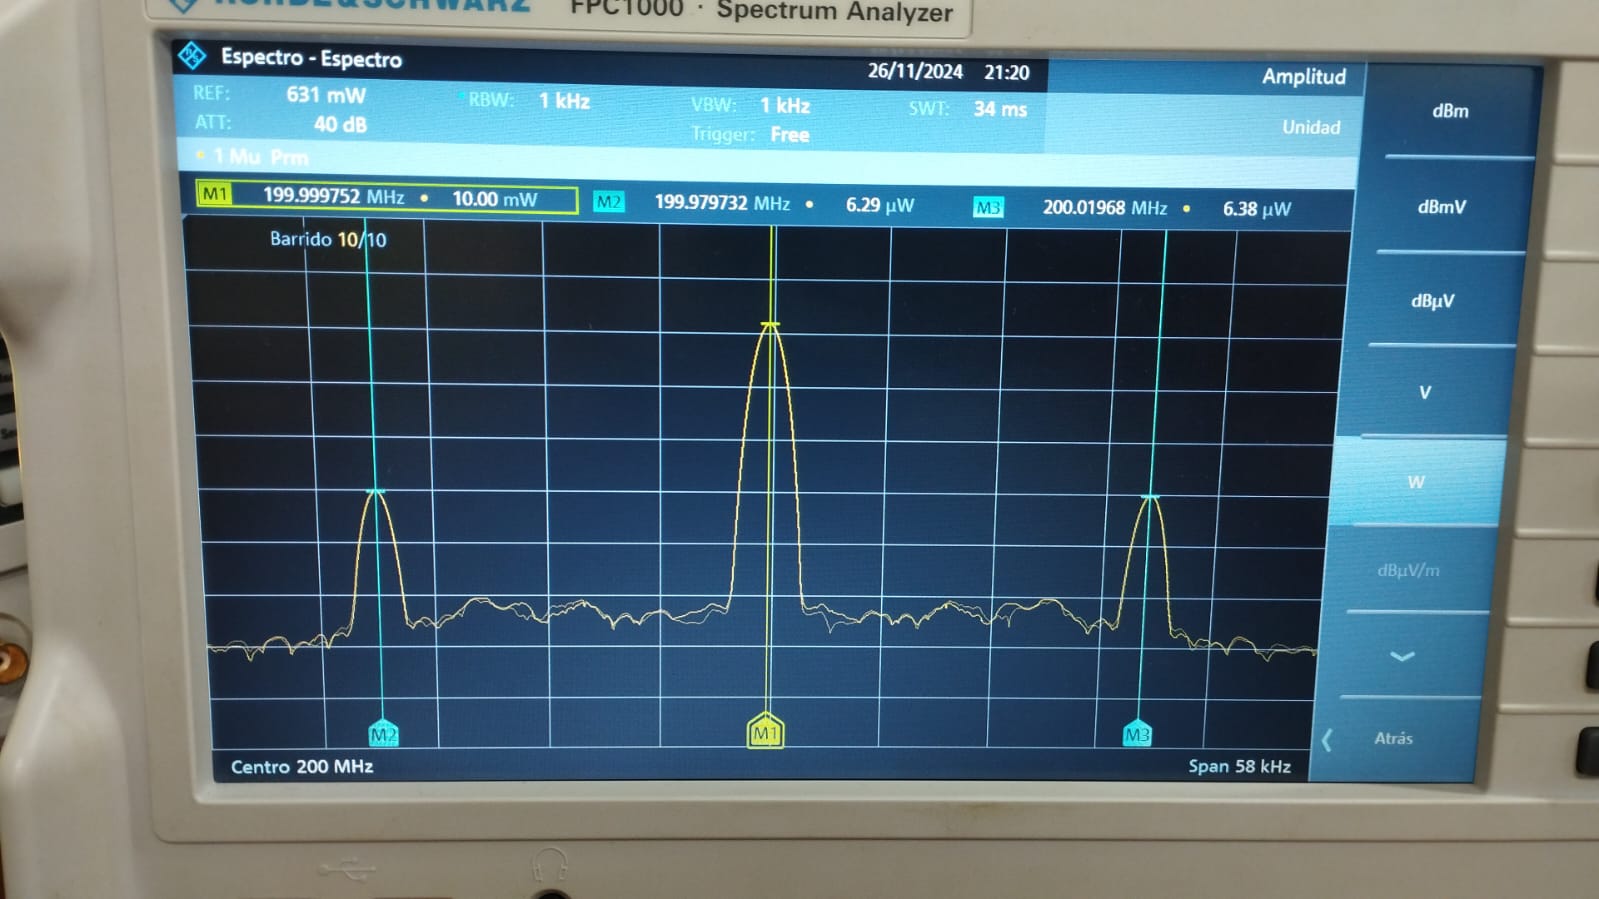 ROHDE&SCHWARZ FPC1000 · Spectrum Analyzer
Espectro - Espectro 26/11/2024 21:20 Amplitud
REF: 631 mW RBW: 1 kHz VBW: 1 kHz SWT: 34 ms Unidad
ATT: 40 dB Trigger: Free
1 Mu Prm
M1 199.999752 MHz • 10.00 mW M2 199.979732 MHz • 6.29 µW M3 200.01968 MHz • 6.38 µW
Barrido 10/10
M2 M1 M3
Centro 200 MHz Span 58 kHz
dBm
dBmV
dBµV
V
W
dBµV/m
Atrás